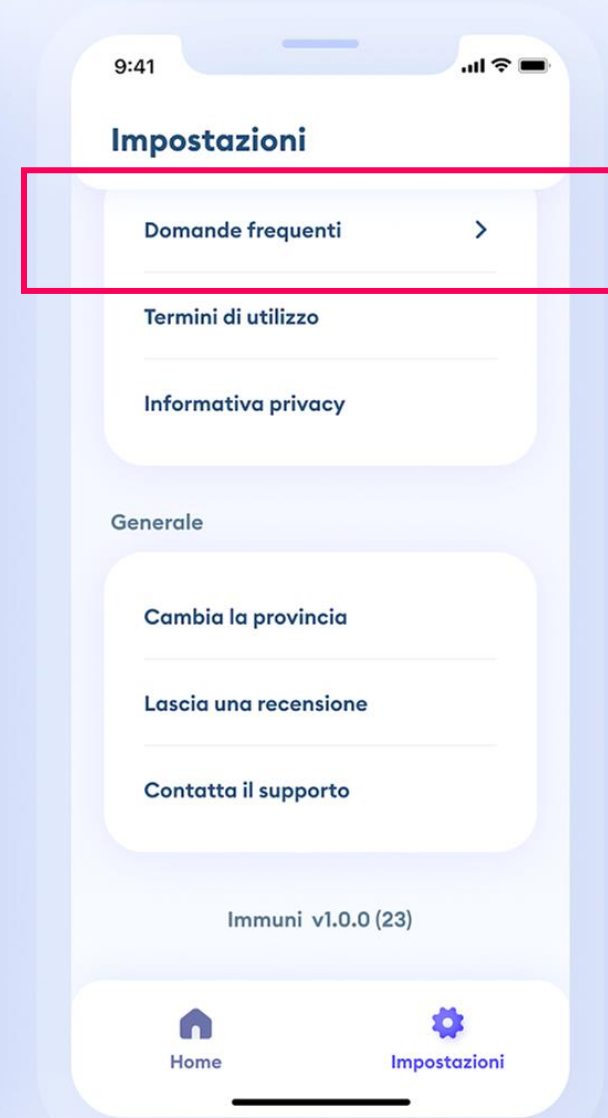 9:41
Impostazioni
Domande frequenti
Termini di utilizzo
Informativa privacy
Generale
Cambia la provincia
Lascia una recensione
Contatta il supporto
Immuni v1.0.0 (23)
Home
Impostazioni